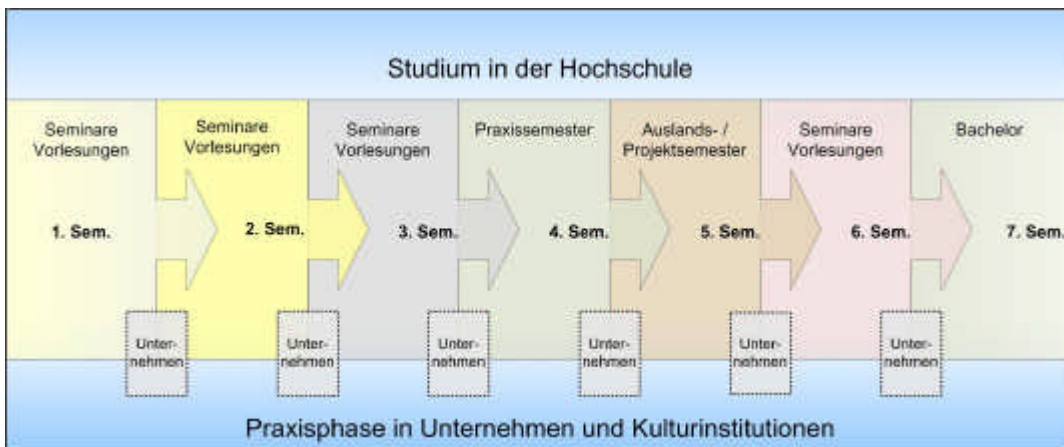 Studium in der Hochschule
Seminare
Vorlesungen
Seminare
Vorlesungen
Seminare
Vorlesungen
Praxissemester
Auslands- /
Projektsemester
Seminare
Vorlesungen
Bachelor
1. Sem.
2. Sem.
3. Sem.
4. Sem.
5. Sem.
6. Sem.
7. Sem.
Unter-
nehmen
Unter-
nehmen
Unter-
nehmen
Unter-
nehmen
Unter-
nehmen
Unter-
nehmen
Praxisphase in Unternehmen und Kulturinstitutionen